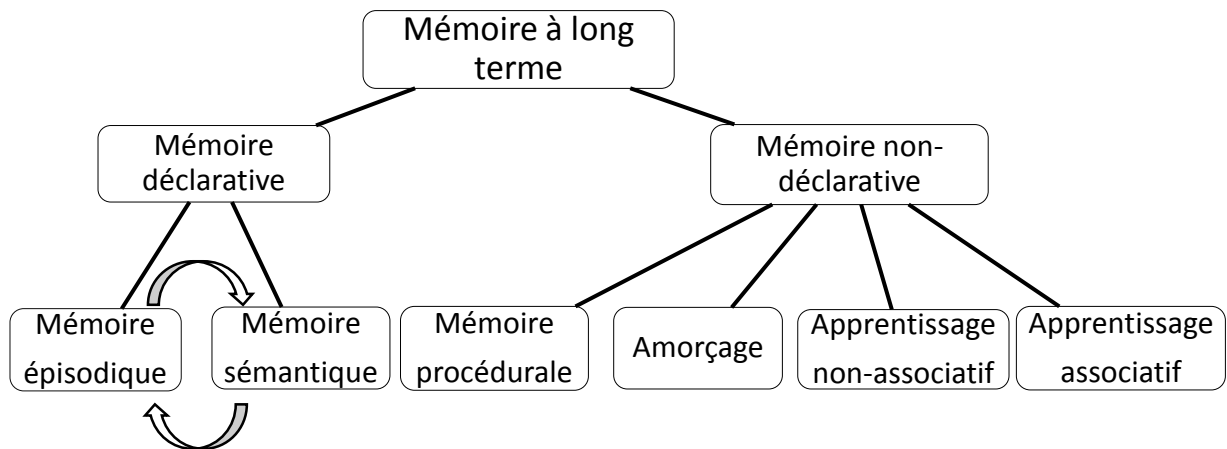 Mémoire à long
terme
Mémoire
déclarative
Mémoire non-
déclarative
Mémoire
épisodique
Mémoire
sémantique
Mémoire
procédurale
Amorçage
Apprentissage
non-associatif
Apprentissage
associatif